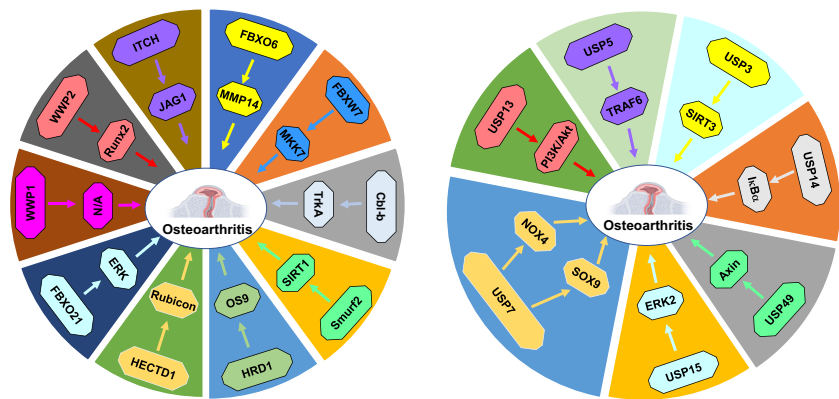 ITCH
JAG1
FBXO6
MMP14
FBXW7
MKK7
Cbl-b
TrkA
Smurf2
SIRT1
HRD1
OS9
HECTD1
Rubicon
FBXO21
ERK
WWP1
N/A
WWP2
Runx2
Osteoarthritis
USP5
TRAF6
USP3
SIRT3
USP14
IκBα
USP49
Axin
USP15
ERK2
USP7
NOX4
SOX9
USP13
PI3K/Akt
Osteoarthritis